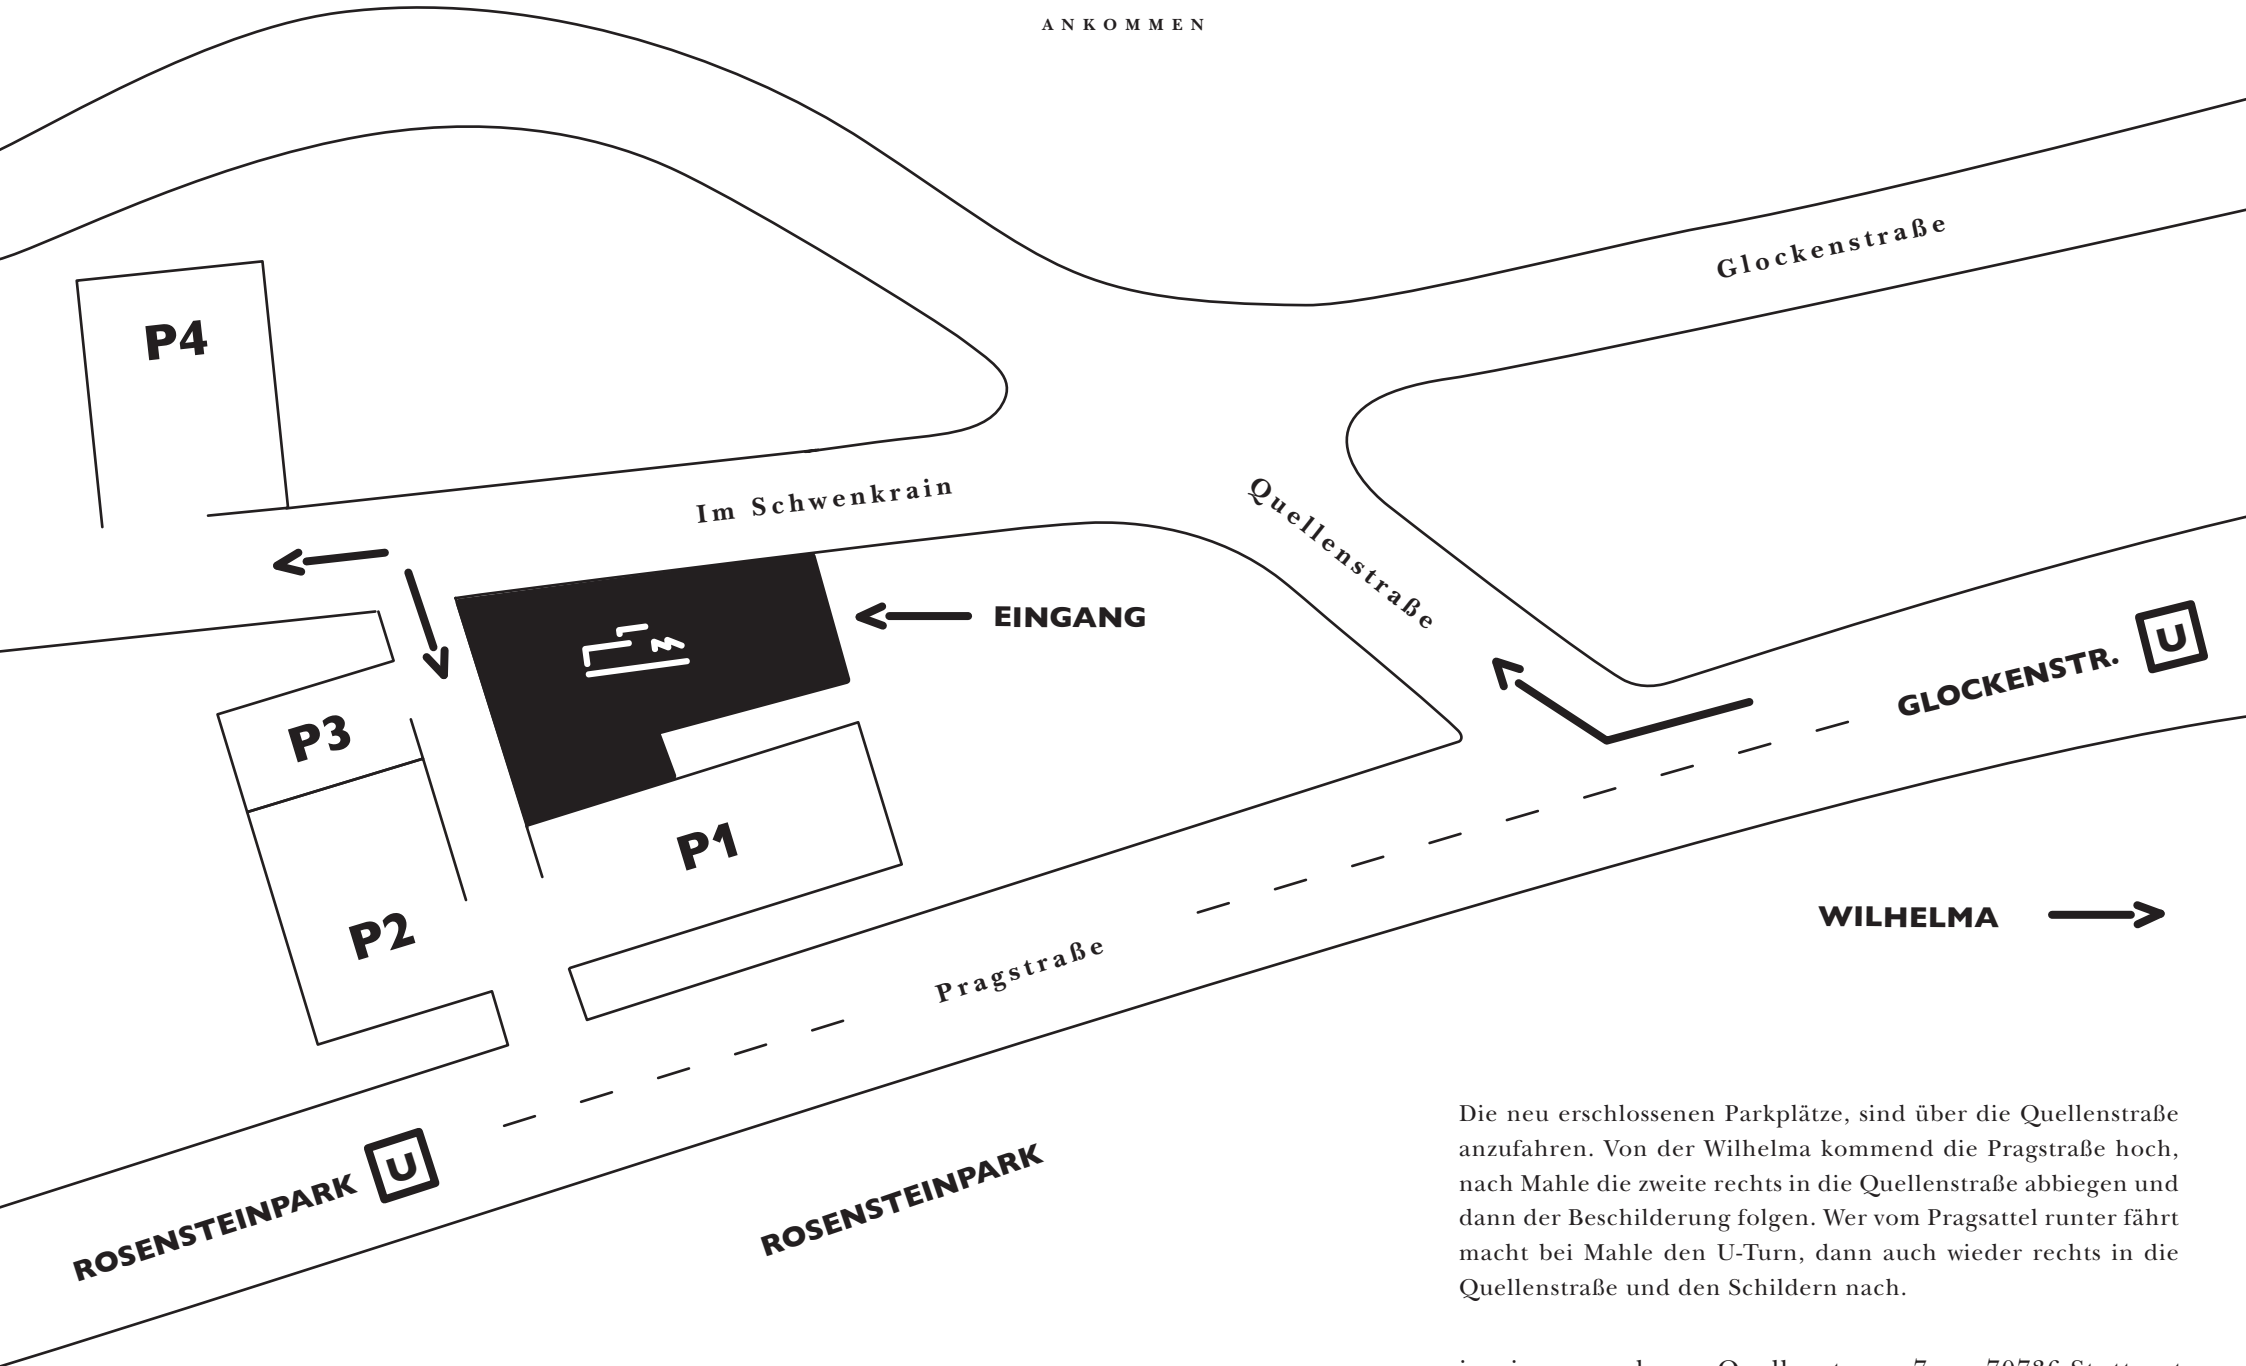 ANKOMMEN
Glockenstraße
P4
Im Schwenkrain
Quellenstraße
EINGANG
U
GLOCKENSTR.
P3
P1
P2
WILHELMA
Pragstraße
Die neu erschlossenen Parkplätze, sind über die Quellenstraße
anzufahren. Von der Wilhelma kommend die Pragstraße hoch,
nach Mahle die zweite rechts in die Quellenstraße abbiegen und
dann der Beschilderung folgen. Wer vom Pragsattel runter fährt
macht bei Mahle den U-Turn, dann auch wieder rechts in die
Quellenstraße und den Schildern nach.
ROSENSTEINPARK U
ROSENSTEINPARK